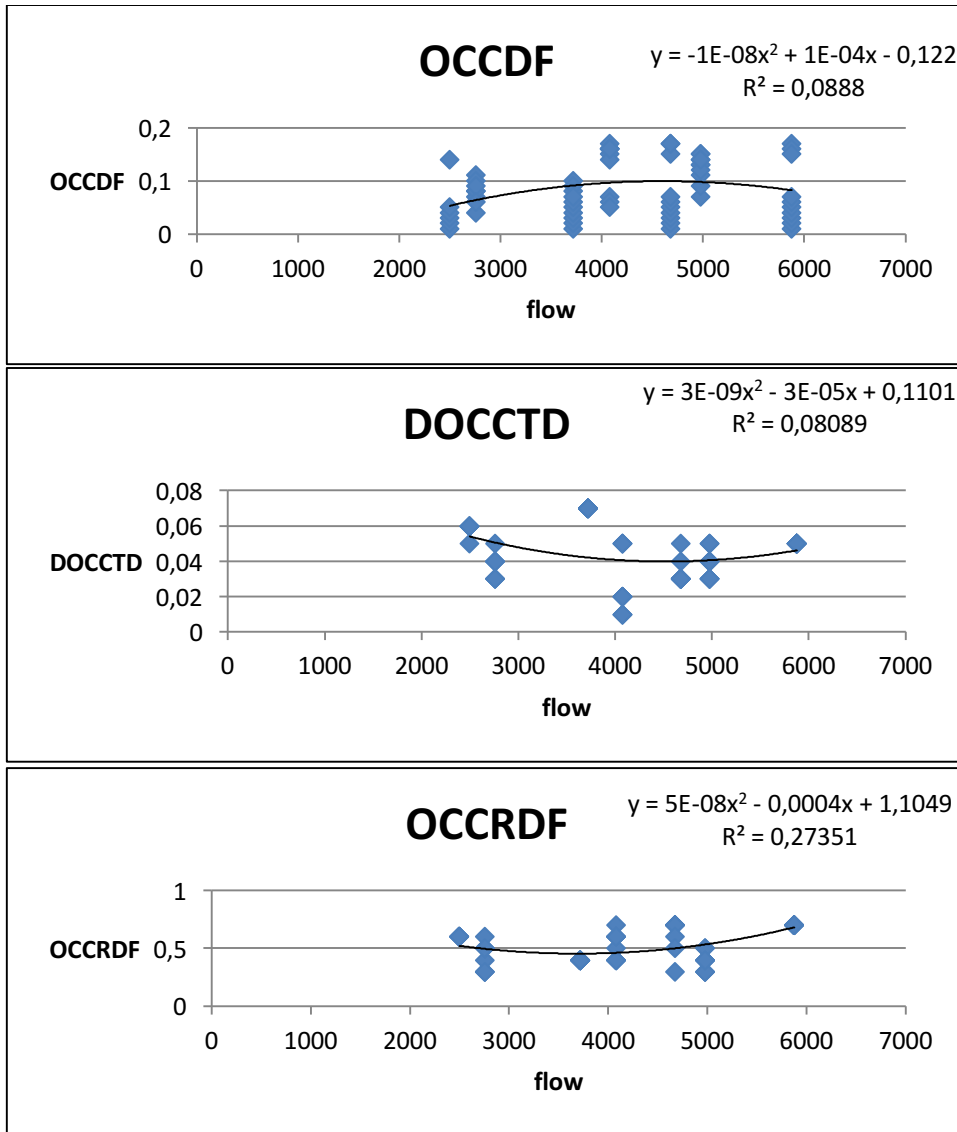 OCCDF
y = -1E-08x² + 1E-04x - 0,122
R² = 0,0888
0,2
OCCDF 0,1
0
0 1000 2000 3000 4000 5000 6000 7000
flow
DOCCTD
y = 3E-09x² - 3E-05x + 0,1101
R² = 0,08089
0,08
0,06
DOCCTD 0,04
0,02
0
0 1000 2000 3000 4000 5000 6000 7000
flow
OCCRDF
y = 5E-08x² - 0,0004x + 1,1049
R² = 0,27351
1
OCCRDF 0,5
0
0 1000 2000 3000 4000 5000 6000 7000
flow